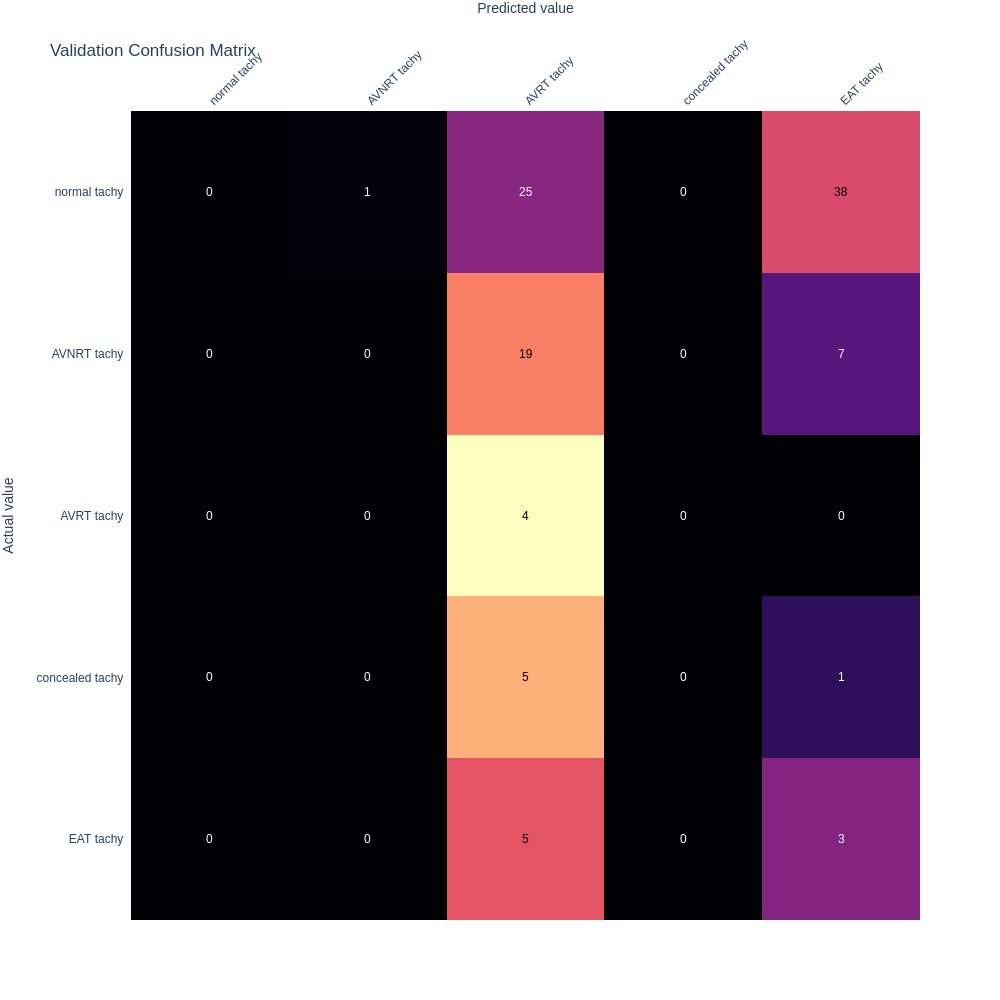 Predicted value
Validation Confusion Matrix
normal tachy AVNRT tachy AVRT tachy concealed tachy EAT tachy
normal tachy 0 1 25 0 38
AVNRT tachy 0 0 19 0 7
Actual value
AVRT tachy 0 0 4 0 0
concealed tachy 0 0 5 0 1
EAT tachy 0 0 5 0 3